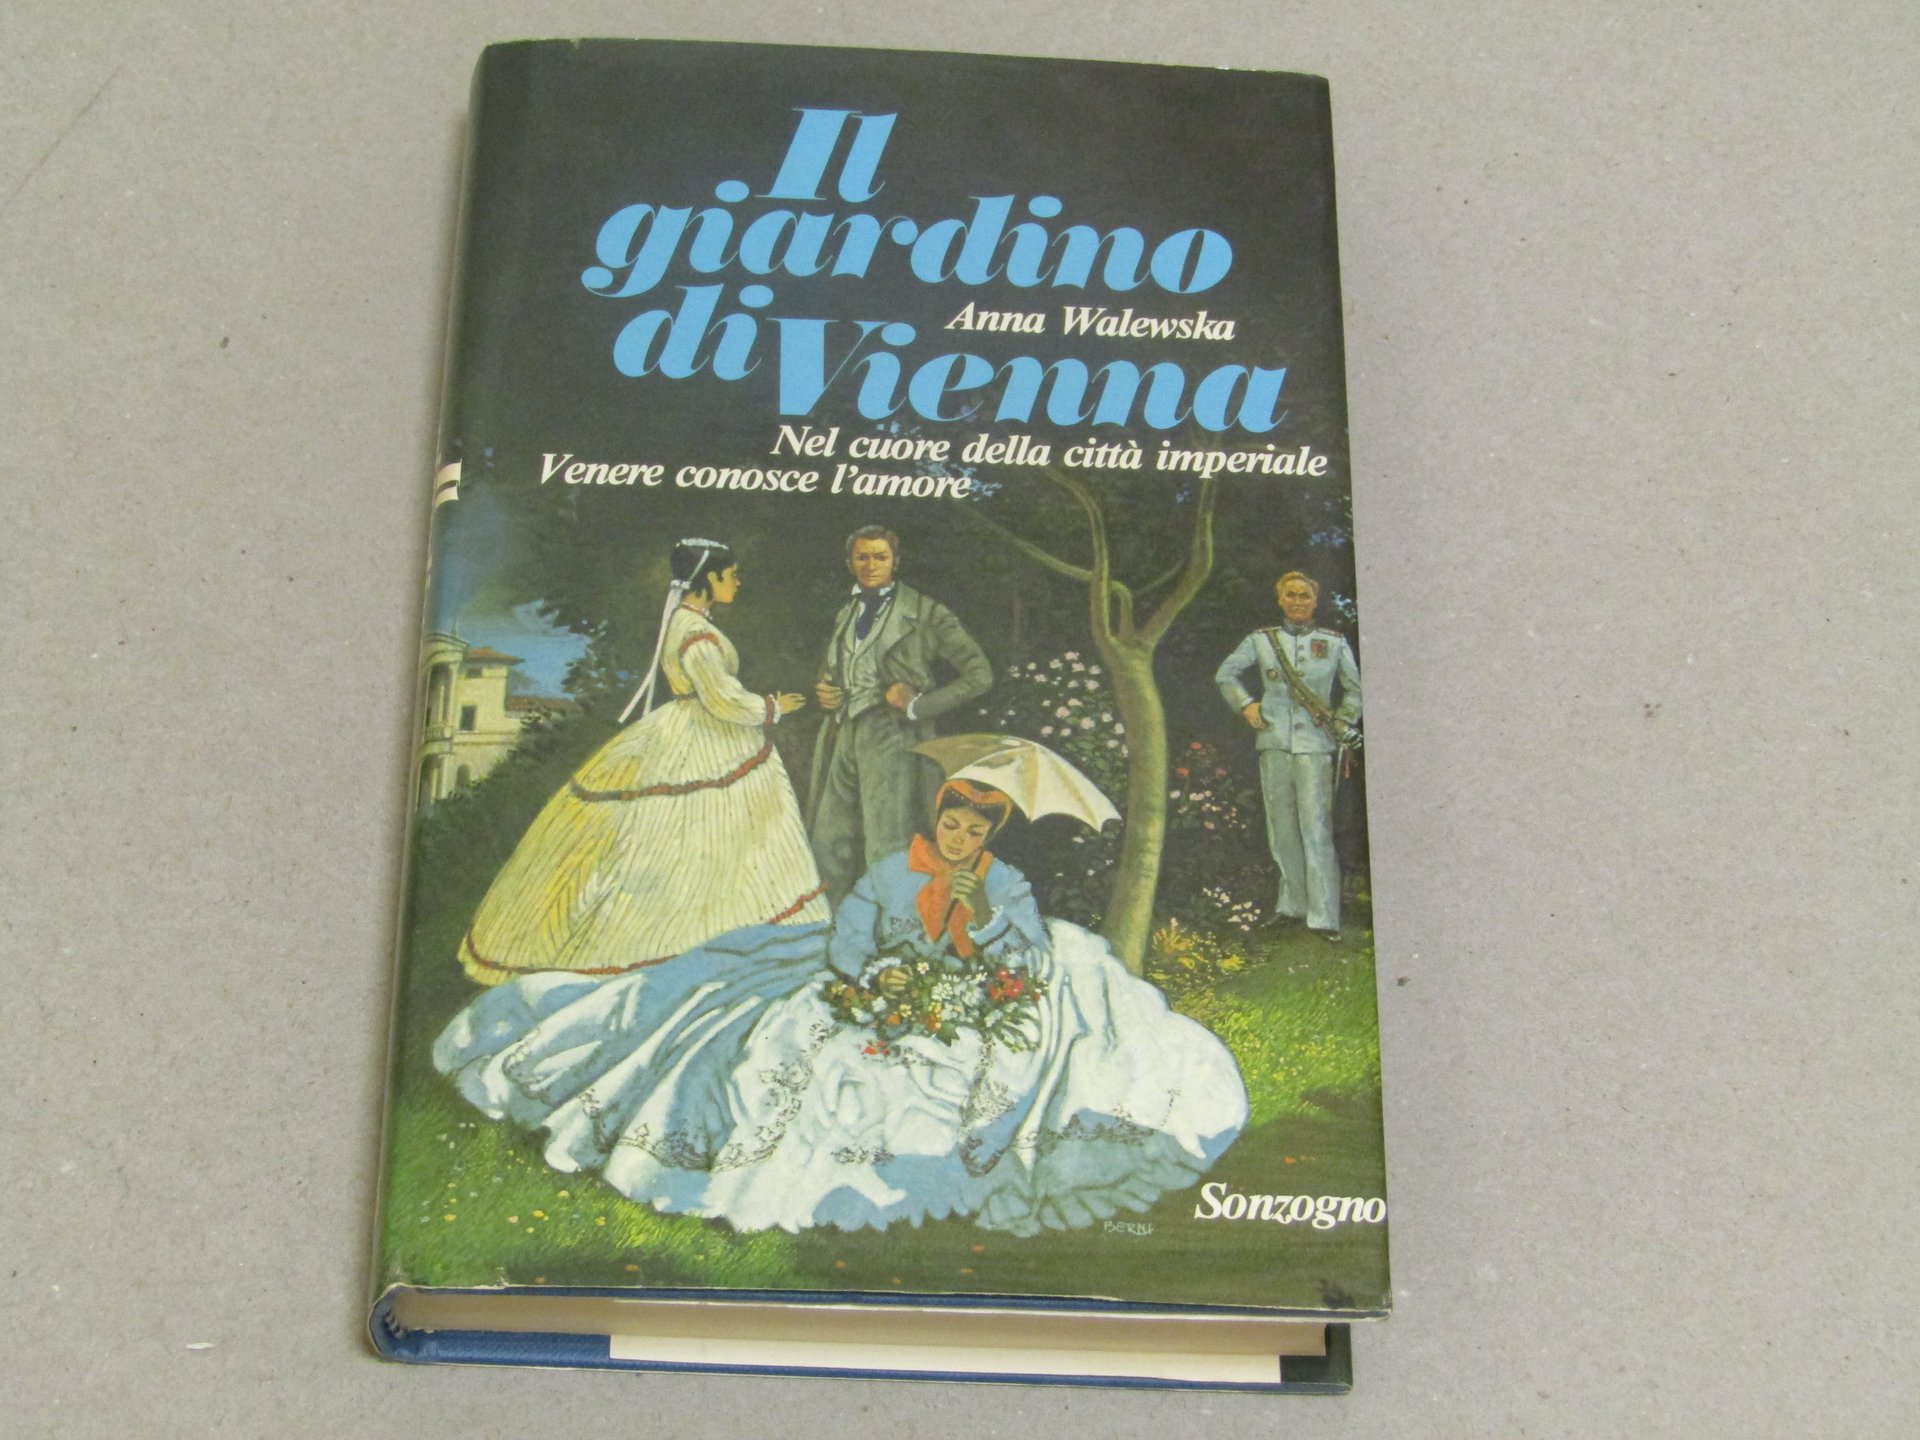 Il
giardino
Anna Walewska
di Vienna
Nel cuore della città imperiale
Venere conosce l'amore
Sonzogno
BERNI